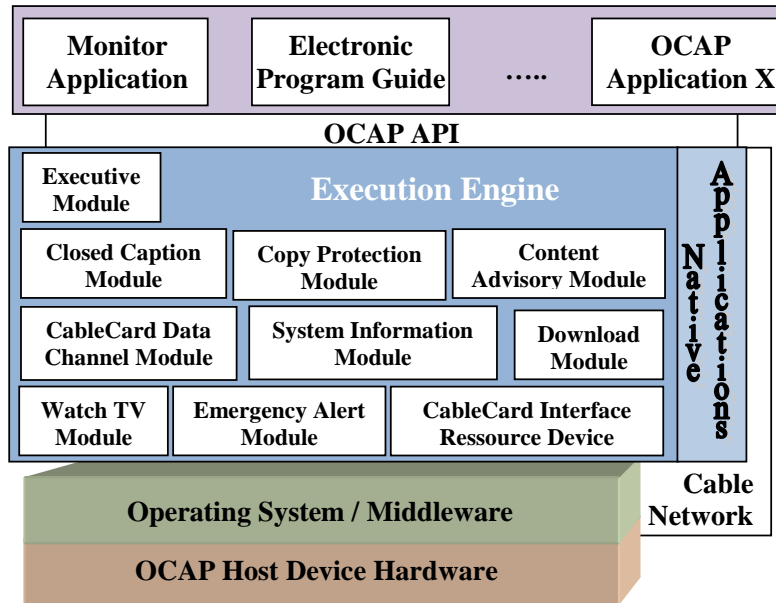 Monitor
Application
Electronic
Program Guide
.....
OCAP
Application X
OCAP API
Executive
Module
Execution Engine
Closed Caption
Module
Copy Protection
Module
Content
Advisory Module
CableCard Data
Channel Module
System Information
Module
Download
Module
Watch TV
Module
Emergency Alert
Module
CableCard Interface
Ressource Device
Native
Applications
Operating System / Middleware
Cable
Network
OCAP Host Device Hardware